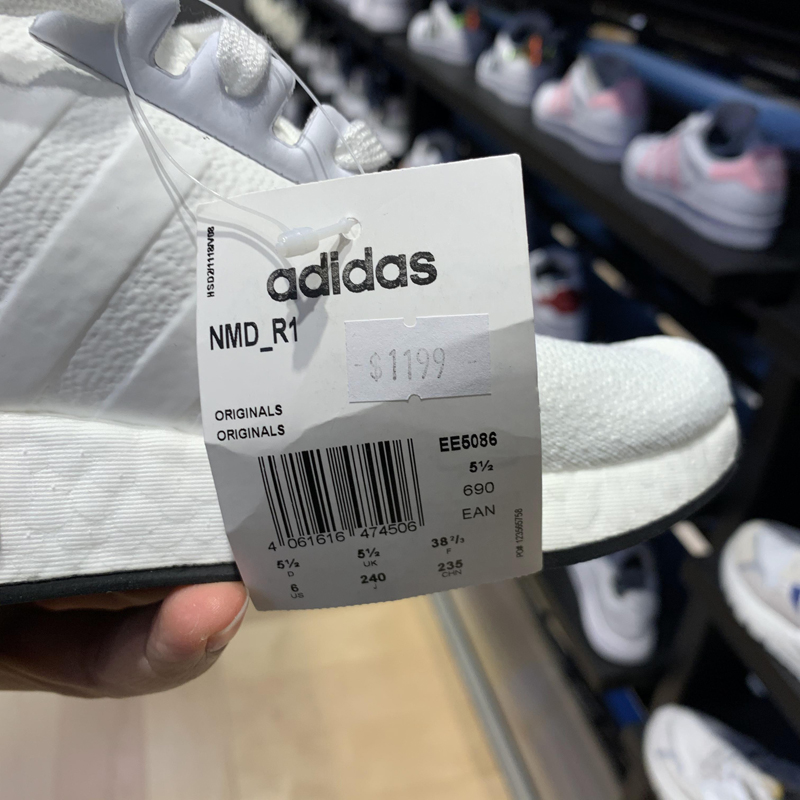 adidas
NMD_R1
-$1199-
ORIGINALS
ORIGINALS
EE5086
5½
690
EAN
4 061616 474506
5½ 5½ 38⅔
D UK F
6 240 235
US J CHN